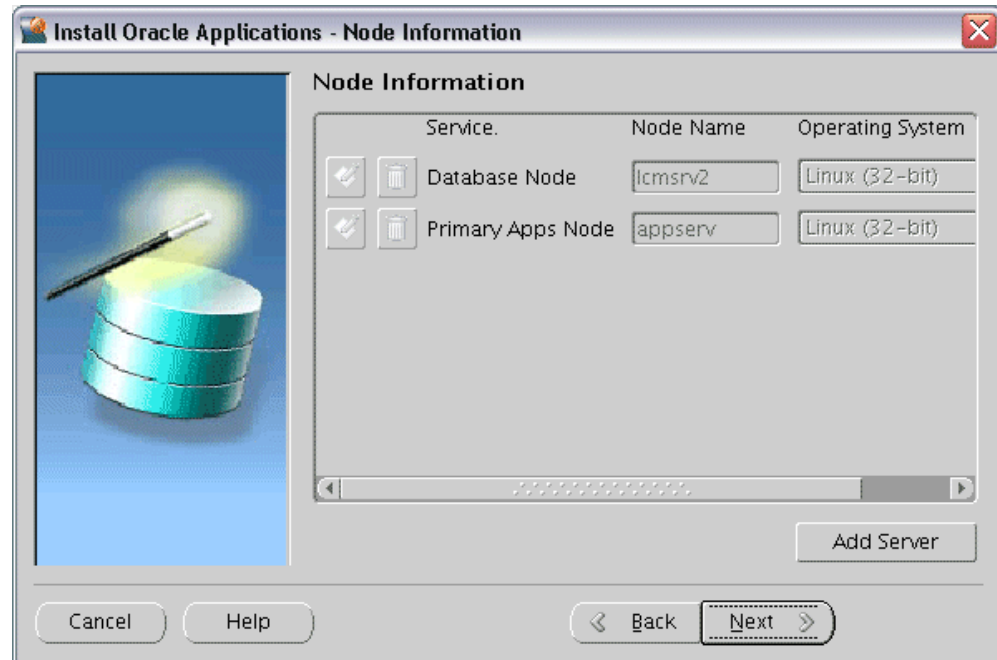 Install Oracle Applications - Node Information
Node Information
Service. Node Name Operating System
Database Node lcmsrv2 Linux (32-bit)
Primary Apps Node appserv Linux (32-bit)
Add Server
Cancel Help Back Next